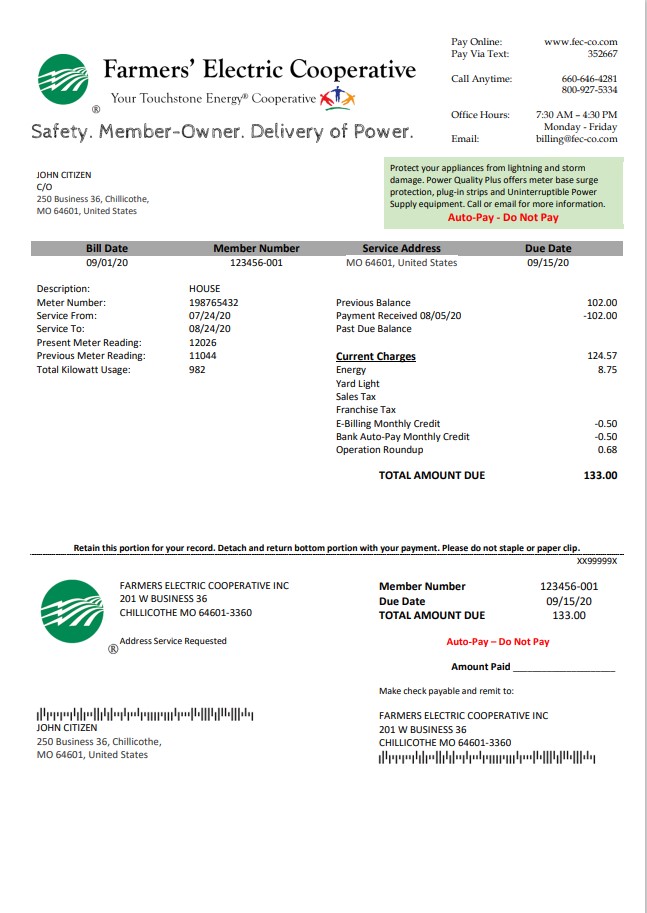 Pay Online: www.fec-co.com
Pay Via Text: 352667
Call Anytime: 660-646-4281
800-927-5334
Office Hours: 7:30 AM – 4:30 PM
Monday - Friday
Email: billing@fec-co.com
Farmers' Electric Cooperative
Your Touchstone Energy® Cooperative
®
Safety. Member-Owner. Delivery of Power.
JOHN CITIZEN
C/O
250 Business 36, Chillicothe,
MO 64601, United States
Protect your appliances from lightning and storm
damage. Power Quality Plus offers meter base surge
protection, plug-in strips and Uninterruptible Power
Supply equipment. Call or email for more information.
Auto-Pay - Do Not Pay
Bill Date Member Number Service Address Due Date
09/01/20 123456-001 MO 64601, United States 09/15/20
Description: HOUSE
Meter Number: 198765432
Service From: 07/24/20
Service To: 08/24/20
Present Meter Reading: 12026
Previous Meter Reading: 11044
Total Kilowatt Usage: 982
Previous Balance 102.00
Payment Received 08/05/20 -102.00
Past Due Balance
Current Charges 124.57
Energy 8.75
Yard Light
Sales Tax
Franchise Tax
E-Billing Monthly Credit -0.50
Bank Auto-Pay Monthly Credit -0.50
Operation Roundup 0.68
TOTAL AMOUNT DUE 133.00
Retain this portion for your record. Detach and return bottom portion with your payment. Please do not staple or paper clip.
XX99999X
FARMERS ELECTRIC COOPERATIVE INC
201 W BUSINESS 36
CHILLICOTHE MO 64601-3360
® Address Service Requested
Member Number 123456-001
Due Date 09/15/20
TOTAL AMOUNT DUE 133.00
Auto-Pay – Do Not Pay
Amount Paid ____________________
Make check payable and remit to:
JOHN CITIZEN
250 Business 36, Chillicothe,
MO 64601, United States
FARMERS ELECTRIC COOPERATIVE INC
201 W BUSINESS 36
CHILLICOTHE MO 64601-3360